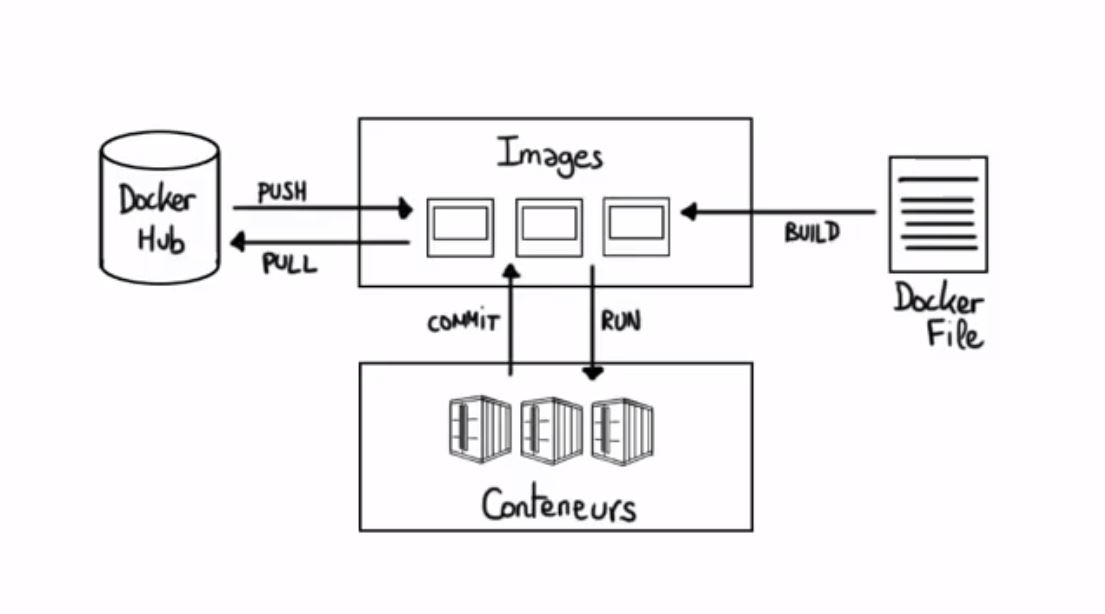 Images
Docker
Hub
PUSH
PULL
BUILD
Docker
File
COMMIT
RUN
Conteneurs